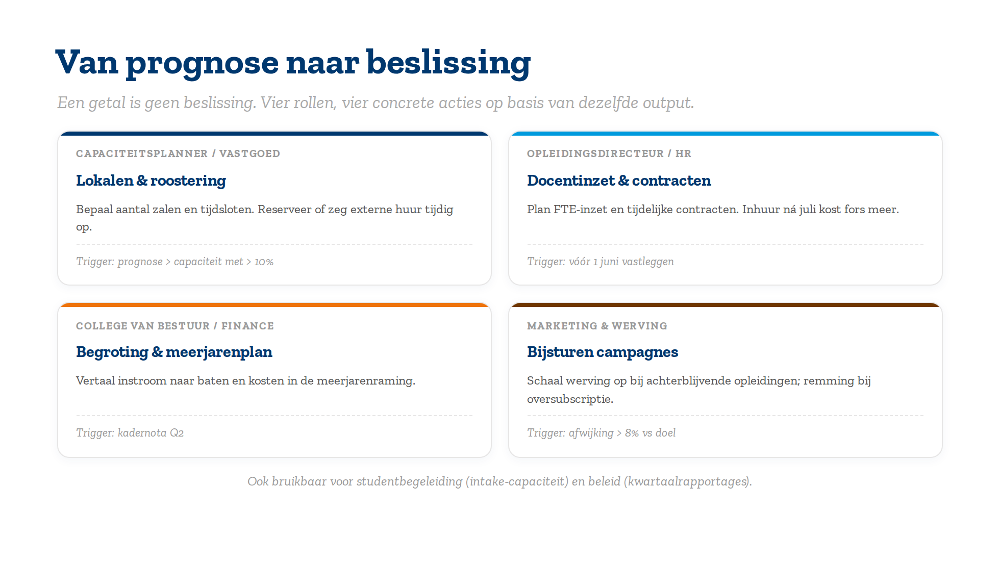 Van prognose naar beslissing
Een getal is geen beslissing. Vier rollen, vier concrete acties op basis van dezelfde output.
CAPACITEITSPLANNER / VASTGOED
Lokalen & roostering
Bepaal aantal zalen en tijdsloten. Reserveer of zeg externe huur tijdig
op.
Trigger: prognose > capaciteit met > 10%
OPLEIDINGSDIRECTEUR / HR
Docentinzet & contracten
Plan FTE-inzet en tijdelijke contracten. Inhuur ná juli kost fors meer.
Trigger: vóór 1 juni vastleggen
COLLEGE VAN BESTUUR / FINANCE
Begroting & meerjarenplan
Vertaal instroom naar baten en kosten in de meerjarenraming.
Trigger: kadernota Q2
MARKETING & WERVING
Bijsturen campagnes
Schaal werving op bij achterblijvende opleidingen; remming bij
oversubscriptie.
Trigger: afwijking > 8% vs doel
Ook bruikbaar voor studentbegeleiding (intake-capaciteit) en beleid (kwartaalrapportages).